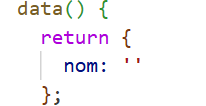 data() {
return {
nom: ''
};